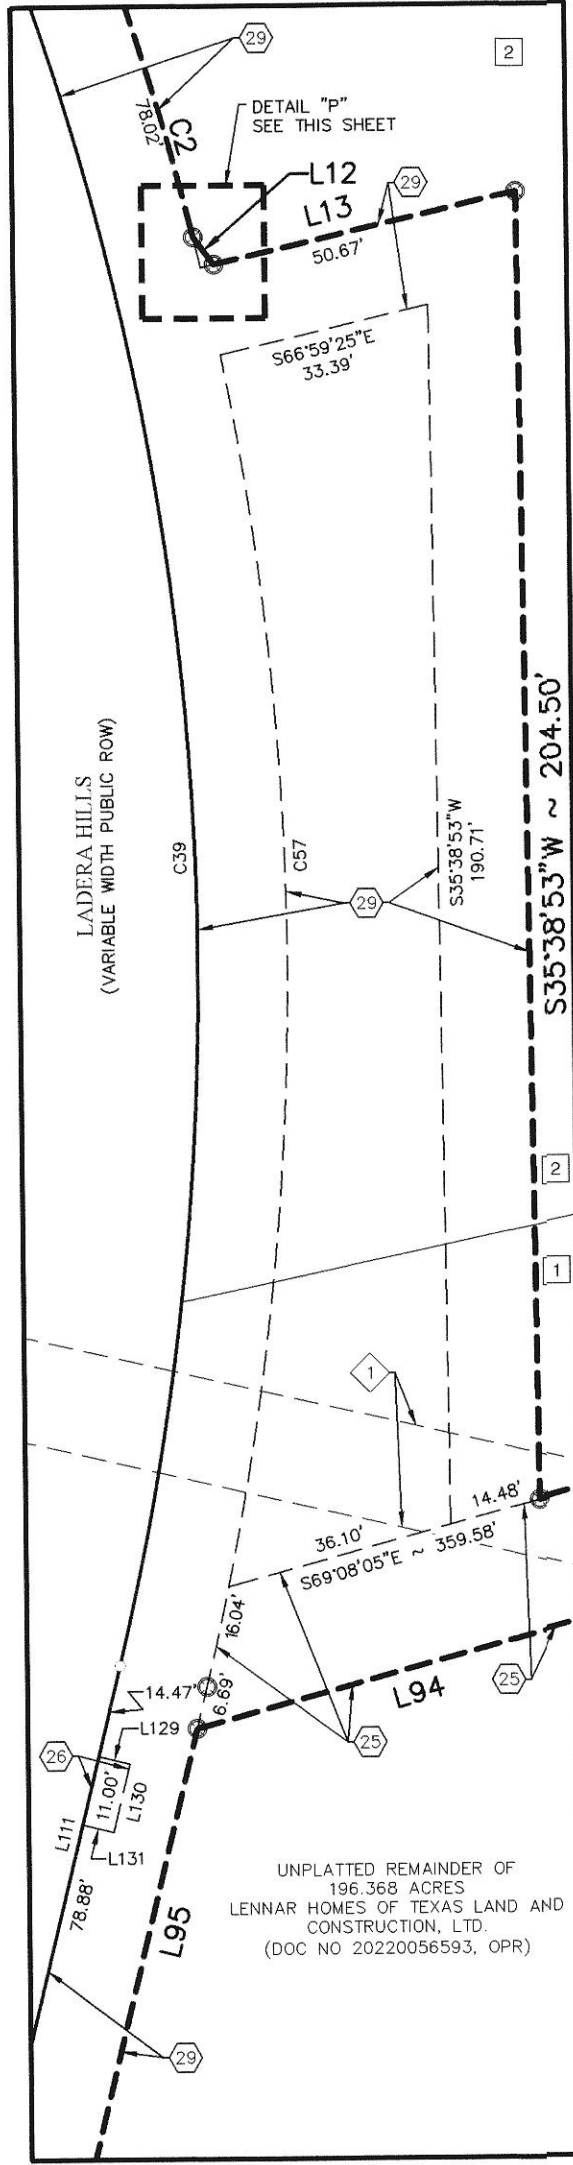 29
2
DETAIL "P"
SEE THIS SHEET
C2
78.02'
L12
29
L13
50.67'
S66°59'25"E
33.39'
LADERA HILLS
(VARIABLE WIDTH PUBLIC ROW)
C39
C57
S35°38'53"W
190.71'
29
S35°38'53"W ~ 204.50'
2
1
1
14.48'
36.10'
S69°08'05"E ~ 359.58'
16.04'
6.69'
14.47'
L129
L94
25
25
26
11.00'
L130
L111
L131
78.88'
L95
UNPLATTED REMAINDER OF
196.368 ACRES
LENNAR HOMES OF TEXAS LAND AND
CONSTRUCTION, LTD.
(DOC NO 20220056593, OPR)
29